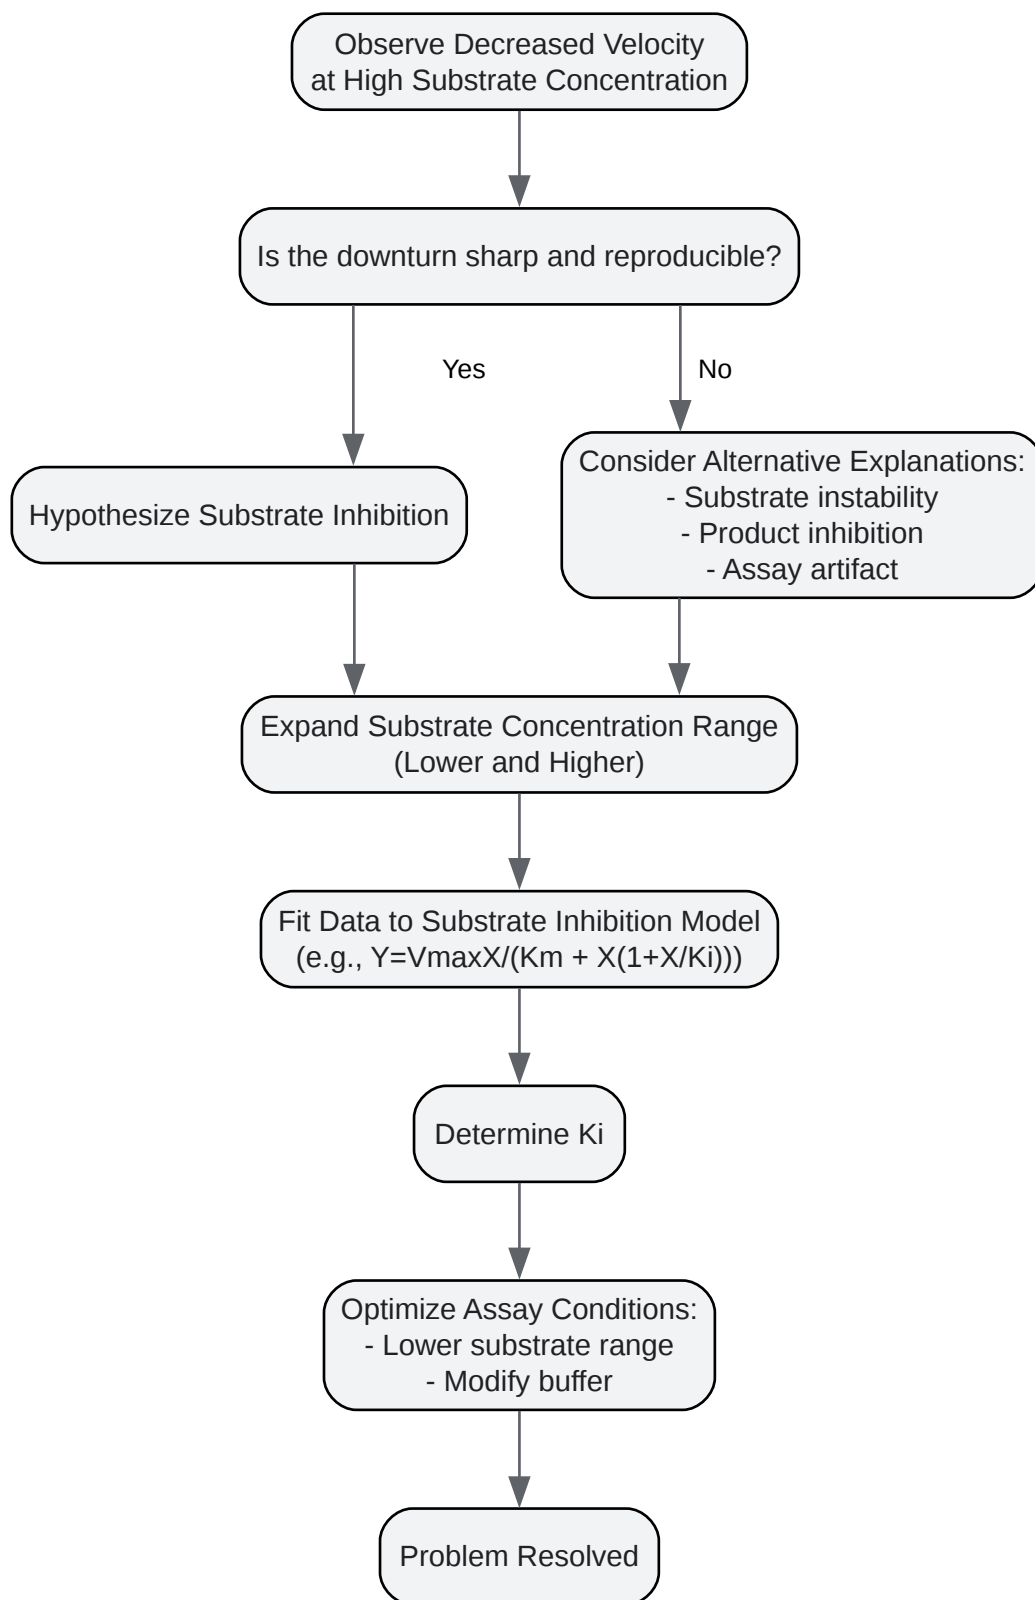 Observe Decreased Velocity
at High Substrate Concentration
Is the downturn sharp and reproducible?
Yes
No
Hypothesize Substrate Inhibition
Consider Alternative Explanations:
- Substrate instability
- Product inhibition
- Assay artifact
Expand Substrate Concentration Range
(Lower and Higher)
Fit Data to Substrate Inhibition Model
(e.g., Y=VmaxX/(Km + X(1+X/Ki)))
Determine Ki
Optimize Assay Conditions:
- Lower substrate range
- Modify buffer
Problem Resolved